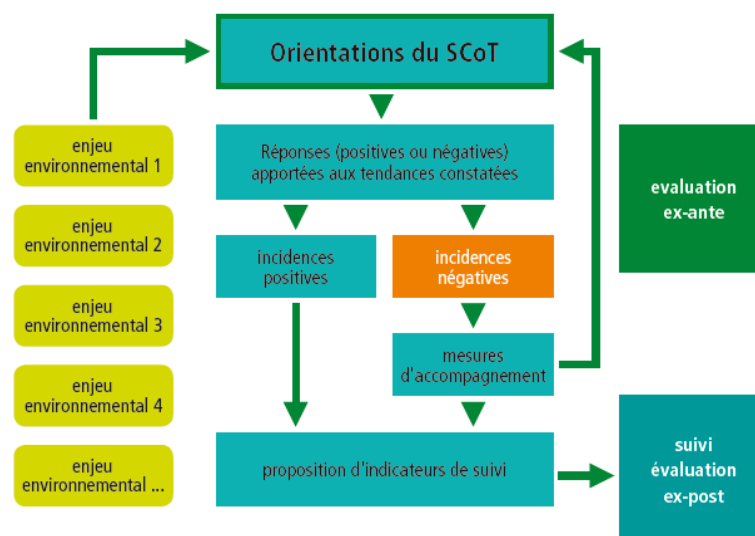 Orientations du SCoT
enjeu
environnemental 1
Réponses (positives ou négatives)
apportées aux tendances constatées
evaluation
ex-ante
enjeu
environnemental 2
incidences
positives
incidences
négatives
enjeu
environnemental 3
mesures
d'accompagnement
enjeu
environnemental 4
enjeu
environnemental ...
proposition d'indicateurs de suivi
suivi
évaluation
ex-post